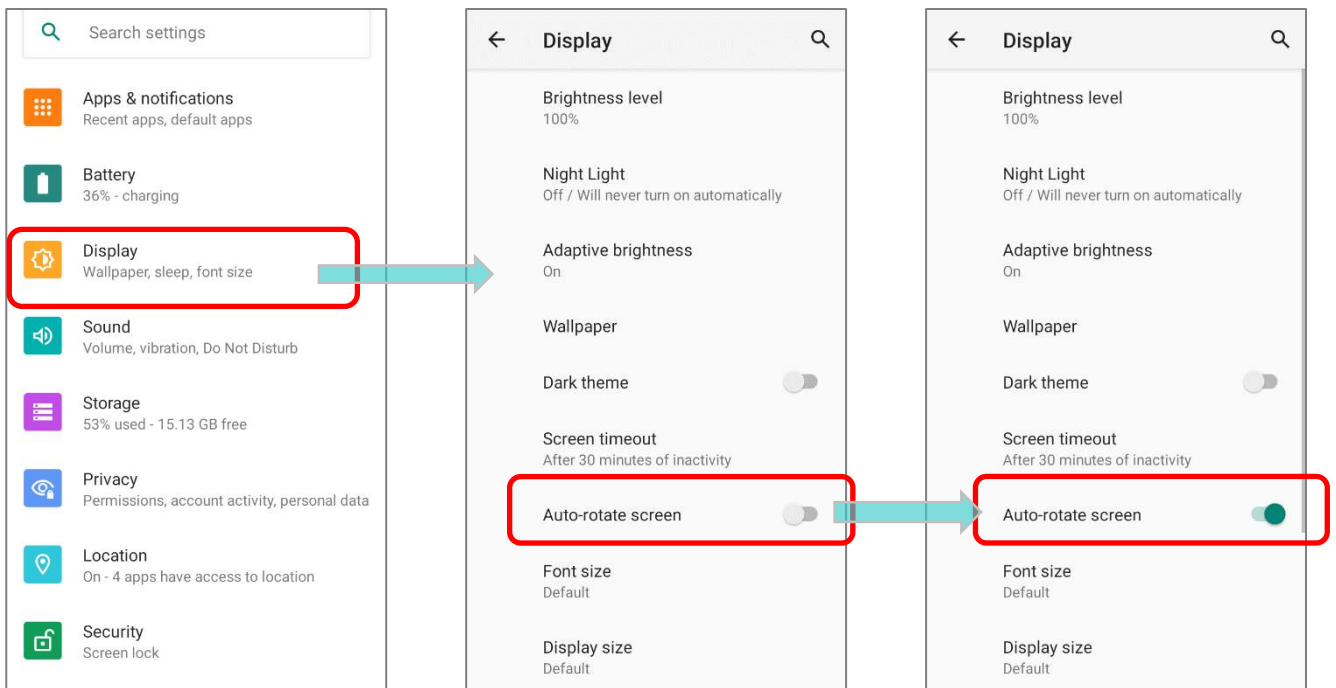 Search settings
Apps & notifications
Recent apps, default apps
Battery
36% - charging
Display
Wallpaper, sleep, font size
Sound
Volume, vibration, Do Not Disturb
Storage
53% used - 15.13 GB free
Privacy
Permissions, account activity, personal data
Location
On - 4 apps have access to location
Security
Screen lock
Display
Brightness level
100%
Night Light
Off / Will never turn on automatically
Adaptive brightness
On
Wallpaper
Dark theme
Screen timeout
After 30 minutes of inactivity
Auto-rotate screen
Font size
Default
Display size
Default
Display
Brightness level
100%
Night Light
Off / Will never turn on automatically
Adaptive brightness
On
Wallpaper
Dark theme
Screen timeout
After 30 minutes of inactivity
Auto-rotate screen
Font size
Default
Display size
Default